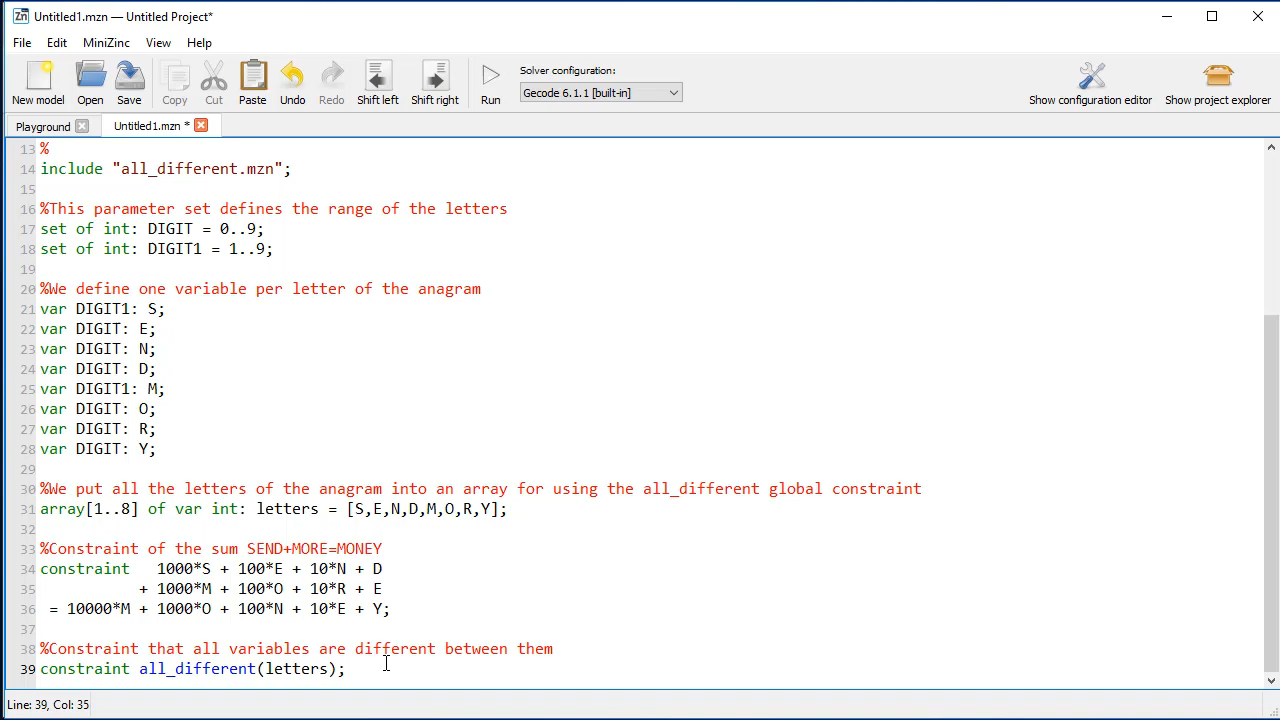 Untitled1.mzn — Untitled Project*
File Edit MiniZinc View Help
New model Open Save Copy Cut Paste Undo Redo Shift left Shift right Run
Solver configuration:
Gecode 6.1.1 [built-in]
Show configuration editor Show project explorer
Playground Untitled1.mzn *
13 %
14 include "all_different.mzn";
15
16 %This parameter set defines the range of the letters
17 set of int: DIGIT = 0..9;
18 set of int: DIGIT1 = 1..9;
19
20 %We define one variable per letter of the anagram
21 var DIGIT1: S;
22 var DIGIT: E;
23 var DIGIT: N;
24 var DIGIT: D;
25 var DIGIT1: M;
26 var DIGIT: O;
27 var DIGIT: R;
28 var DIGIT: Y;
29
30 %We put all the letters of the anagram into an array for using the all_different global constraint
31 array[1..8] of var int: letters = [S,E,N,D,M,O,R,Y];
32
33 %Constraint of the sum SEND+MORE=MONEY
34 constraint   1000*S + 100*E + 10*N + D
35            + 1000*M + 100*O + 10*R + E
36  = 10000*M + 1000*O + 100*N + 10*E + Y;
37
38 %Constraint that all variables are different between them
39 constraint all_different(letters);
Line: 39, Col: 35